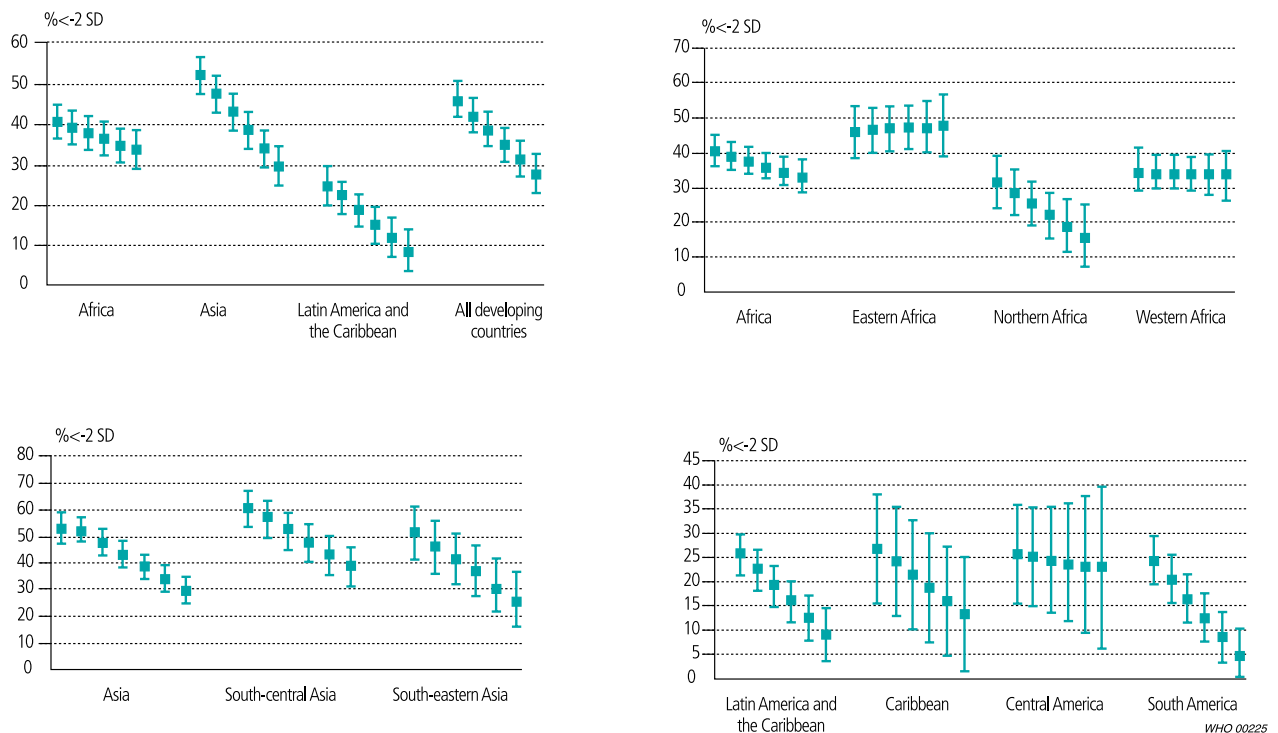 %<-2 SD
60
50
40
30
20
10
0
Africa
Asia
Latin America and
the Caribbean
All developing
countries
%<-2 SD
70
60
50
40
30
20
10
0
Africa
Eastern Africa
Northern Africa
Western Africa
%<-2 SD
80
70
60
50
40
30
20
10
0
Asia
South-central Asia
South-eastern Asia
%<-2 SD
45
40
35
30
25
20
15
10
5
0
Latin America and
the Caribbean
Caribbean
Central America
South America
WHO 00225